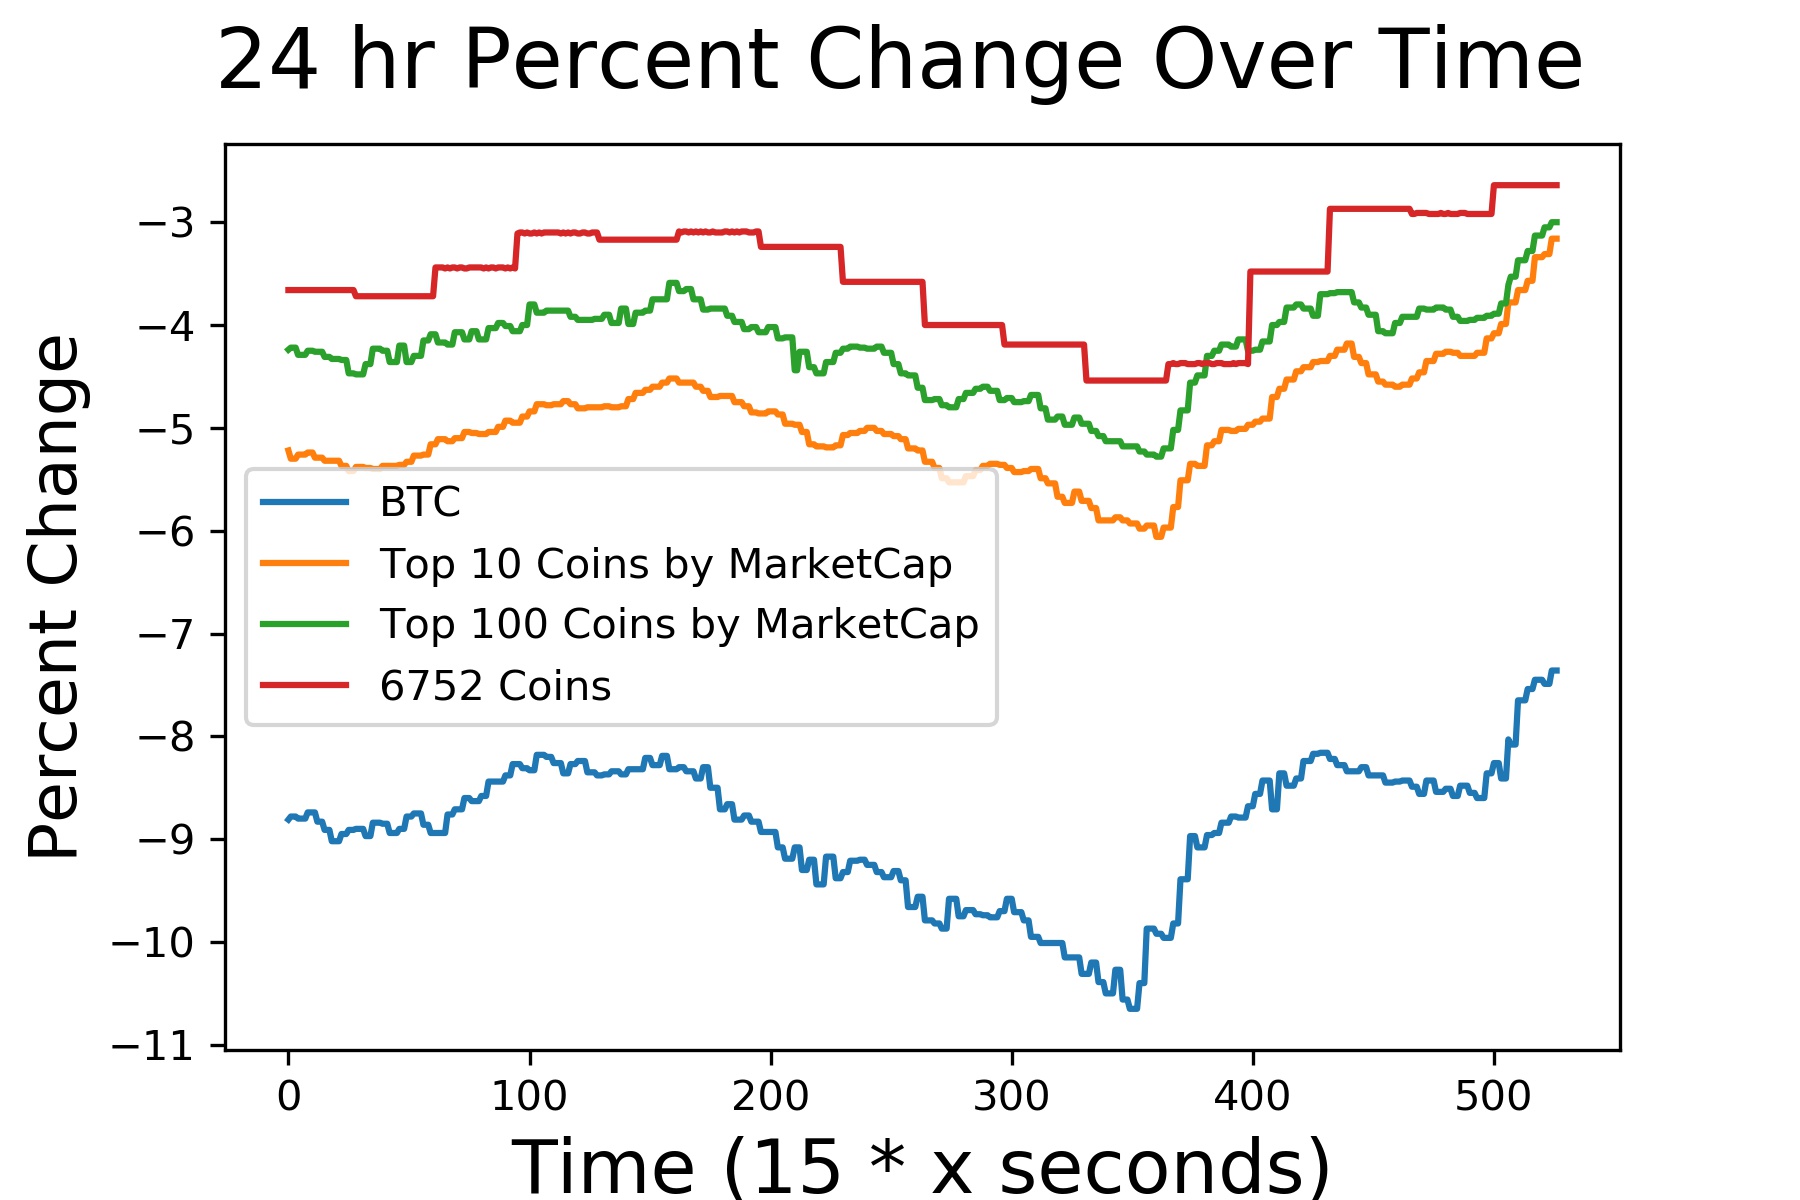 24 hr Percent Change Over Time
Percent Change
−3
−4
−5
−6
−7
−8
−9
−10
−11
BTC
Top 10 Coins by MarketCap
Top 100 Coins by MarketCap
6752 Coins
0 100 200 300 400 500
Time (15 * x seconds)